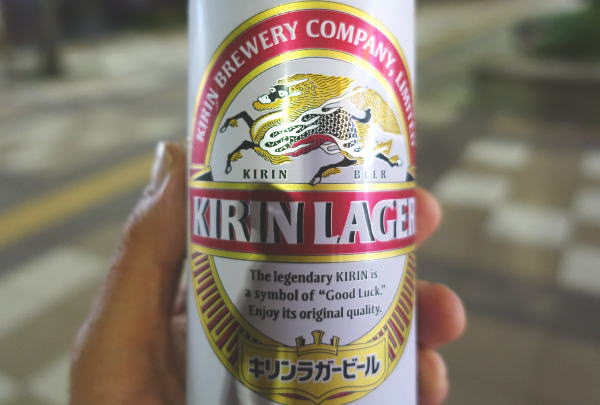 KIRIN BREWERY COMPANY, LIMITED
KIRIN BEER
KIRIN LAGER
The legendary KIRIN is
a symbol of “Good Luck.”
Enjoy its original quality.
キリンラガービール